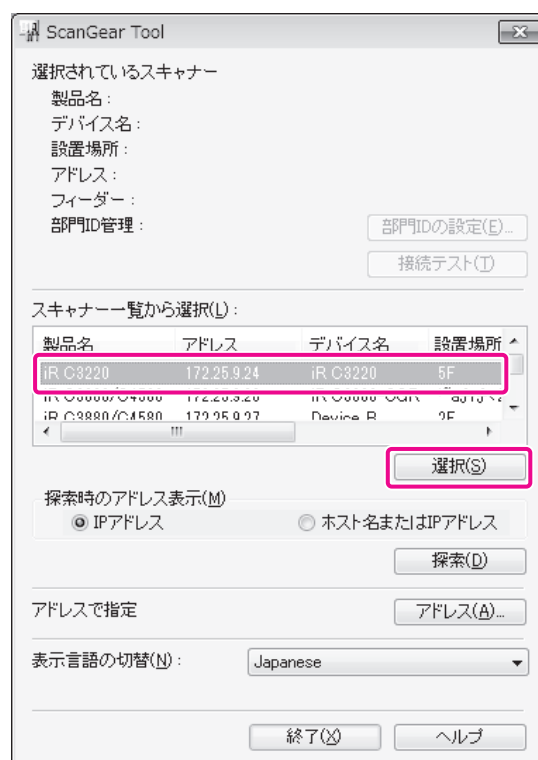 ScanGear Tool
選択されているスキャナー
製品名：
デバイス名：
設置場所：
アドレス：
フィーダー：
部門ID管理：
部門IDの設定(E)...
接続テスト(T)
スキャナー一覧から選択(L)：
製品名 アドレス デバイス名 設置場所
iR C3220 172.25.9.24 iR C3220 5F
iR C3880/C4580 172.25.9.27 Device B 2F
選択(S)
探索時のアドレス表示(M)
IPアドレス ホスト名またはIPアドレス
探索(D)
アドレスで指定 アドレス(A)...
表示言語の切替(N)： Japanese
終了(X) ヘルプ